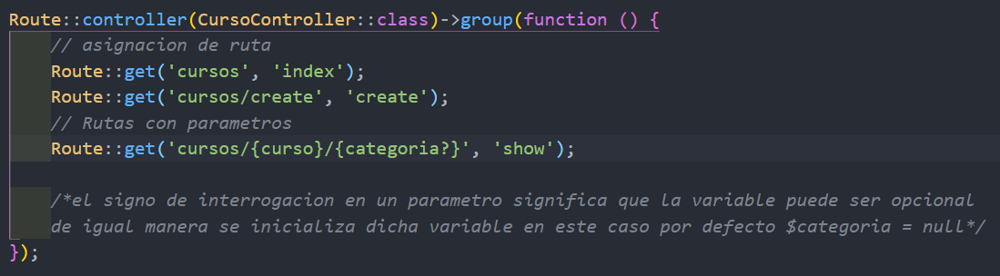 Route::controller(CursoController::class)->group(function () {
    // asignacion de ruta
    Route::get('cursos', 'index');
    Route::get('cursos/create', 'create');
    // Rutas con parametros
    Route::get('cursos/{curso}/{categoria?}', 'show');
    /*el signo de interrogacion en un parametro significa que la variable puede ser opcional
    de igual manera se inicializa dicha variable en este caso por defecto $categoria = null*/
});